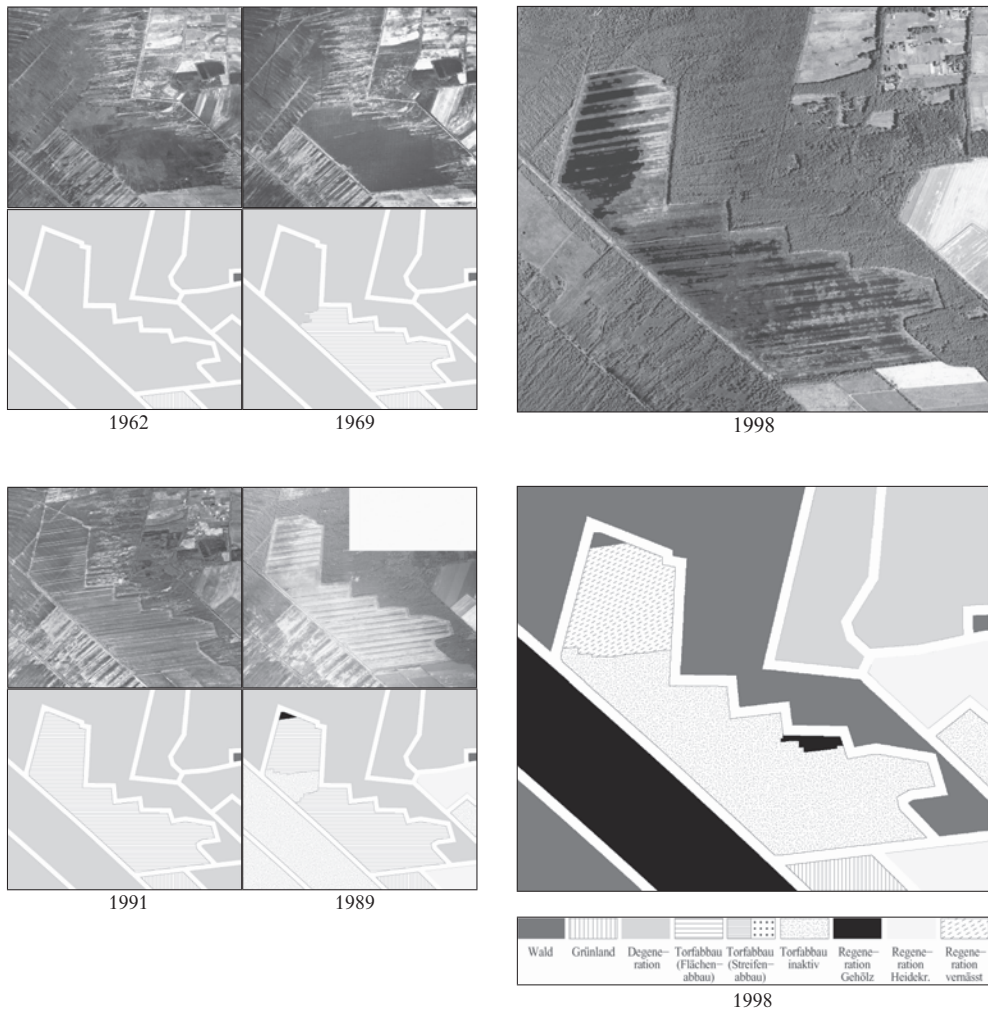 1962
1969
1998
1991
1989
Wald
Grünland
Degene–
ration
Torfabbau
(Flächen–
abbau)
Torfabbau
(Streifen–
abbau)
Torfabbau
inaktiv
Regene–
ration
Gehölz
Regene–
ration
Heidekr.
Regene–
ration
vernässt
1998